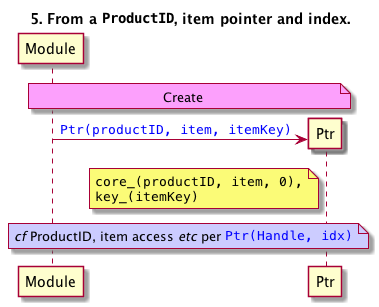 5. From a ProductID, item pointer and index.
Module
Create
Ptr(productID, item, itemKey)
Ptr
core_(productID, item, 0),
key_(itemKey)
cf ProductID, item access etc per Ptr(Handle, idx)
Module
Ptr